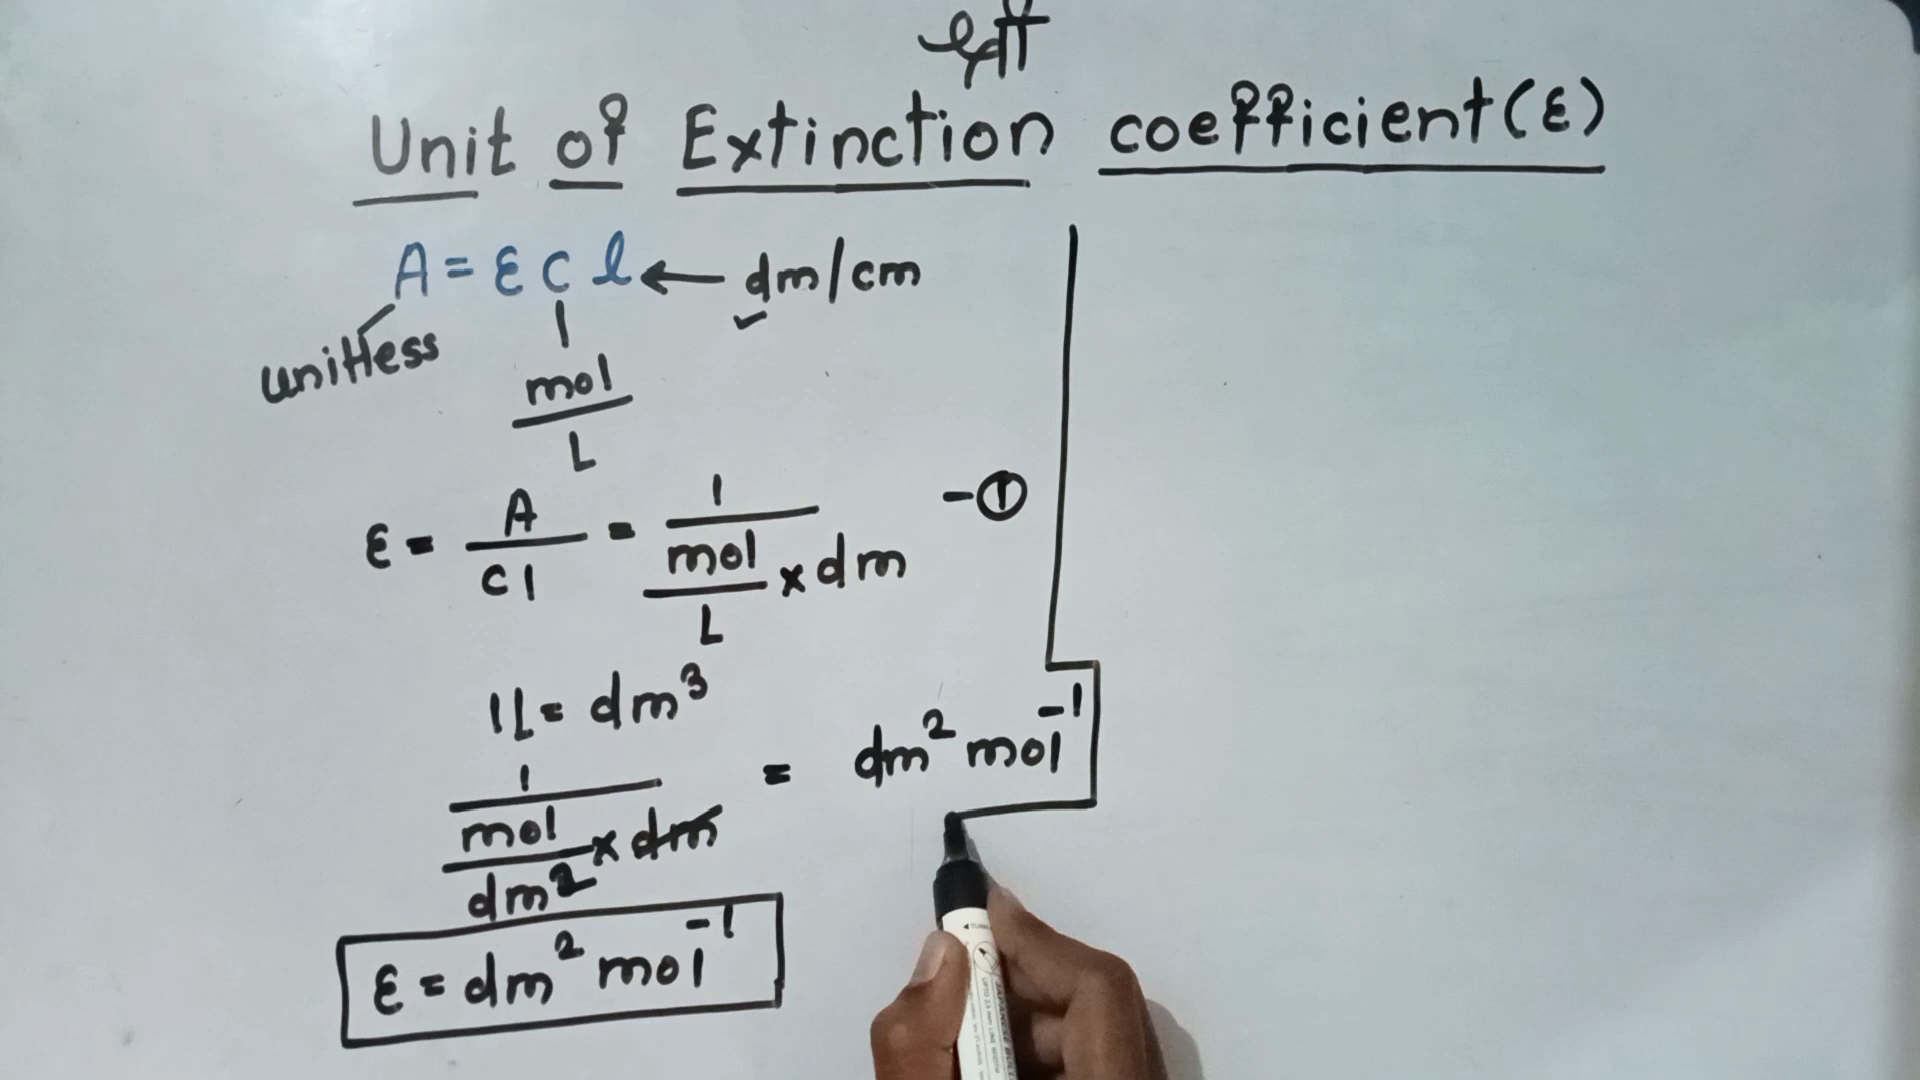 श्री
Unit of Extinction coefficient (ε)
A = ε C l ← dm/cm
unitless
mol
L
ε = A = 1 - ①
cl mol × dm
L
1L = dm³
1 = dm² mol⁻¹
mol × dm
dm²
ε = dm² mol⁻¹